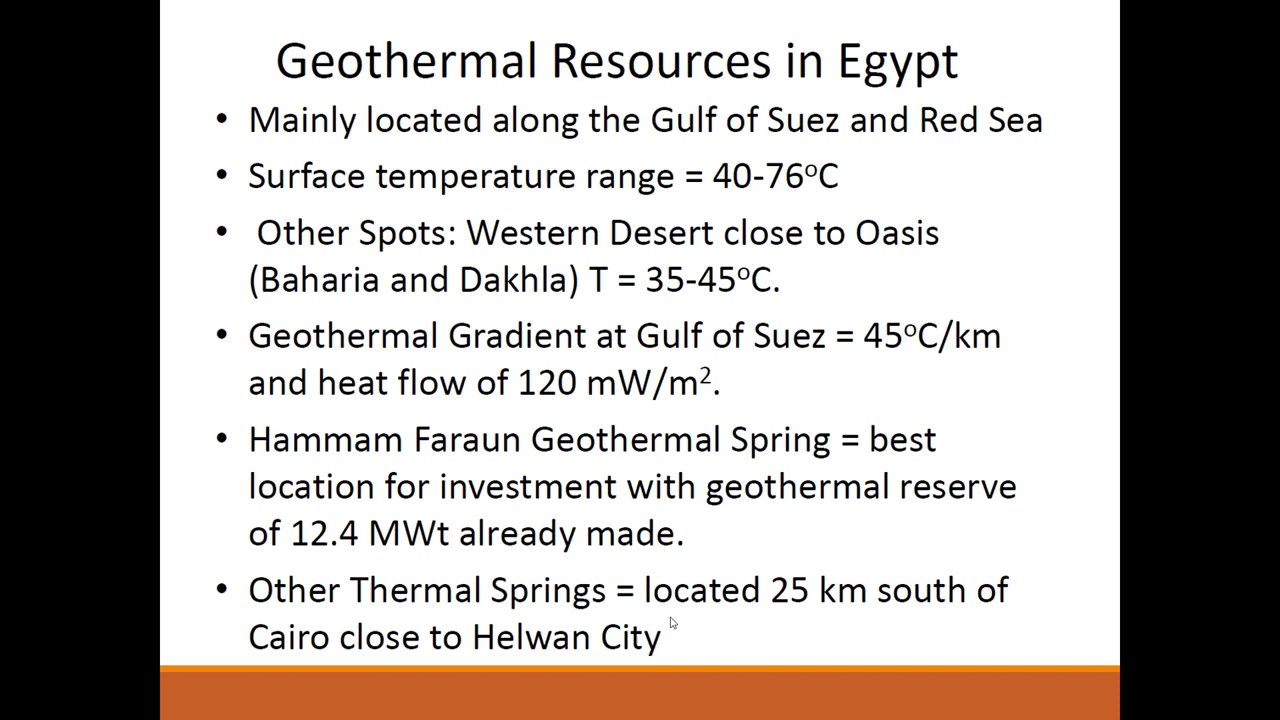 Geothermal Resources in Egypt
• Mainly located along the Gulf of Suez and Red Sea
• Surface temperature range = 40-76°C
• Other Spots: Western Desert close to Oasis
(Baharia and Dakhla) T = 35-45°C.
• Geothermal Gradient at Gulf of Suez = 45°C/km
and heat flow of 120 mW/m².
• Hammam Faraun Geothermal Spring = best
location for investment with geothermal reserve
of 12.4 MWt already made.
• Other Thermal Springs = located 25 km south of
Cairo close to Helwan City